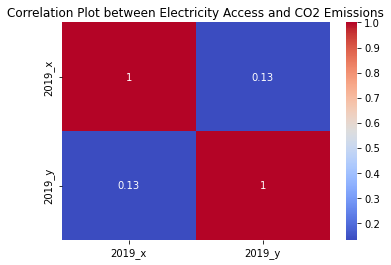 Correlation Plot between Electricity Access and CO2 Emissions
2019_x
2019_y
1
0.13
0.13
1
2019_x
2019_y
1.0
0.9
0.8
0.7
0.6
0.5
0.4
0.3
0.2